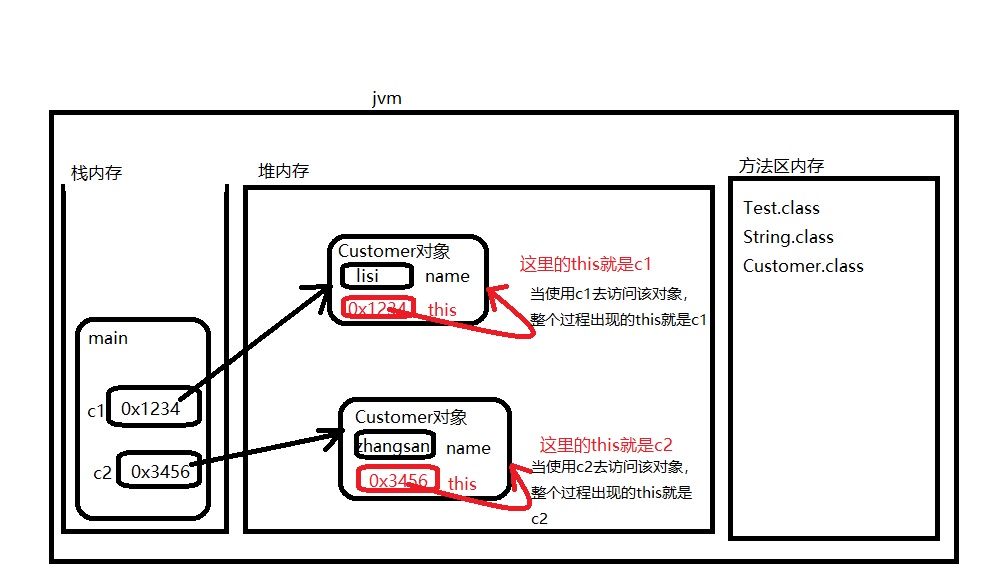 jvm
栈内存
堆内存
方法区内存
Test.class
String.class
Customer.class
Customer对象
lisi name
0x1234 this
这里的this就是c1
当使用c1去访问该对象，
整个过程出现的this就是c1
main
c1 0x1234
c2 0x3456
Customer对象
zhangsan name
0x3456 this
这里的this就是c2
当使用c2去访问该对象，
整个过程出现的this就是
c2